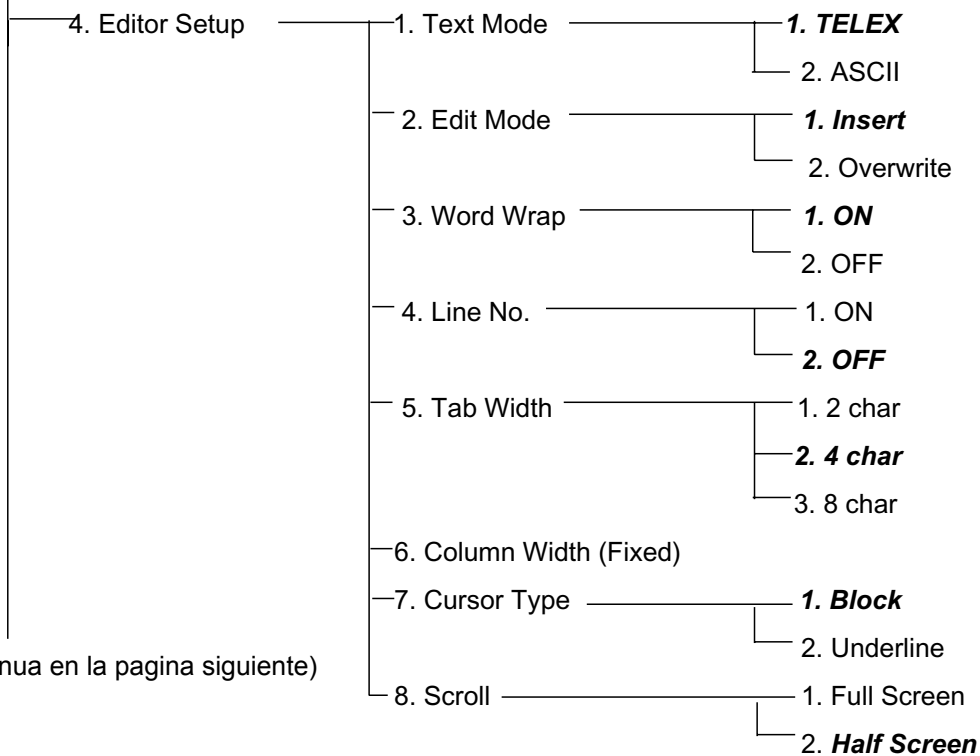 4. Editor Setup 1. Text Mode 1. TELEX
2. ASCII
2. Edit Mode 1. Insert
2. Overwrite
3. Word Wrap 1. ON
2. OFF
4. Line No. 1. ON
2. OFF
5. Tab Width 1. 2 char
2. 4 char
3. 8 char
6. Column Width (Fixed)
7. Cursor Type 1. Block
2. Underline
nua en la pagina siguiente)
8. Scroll 1. Full Screen
2. Half Screen